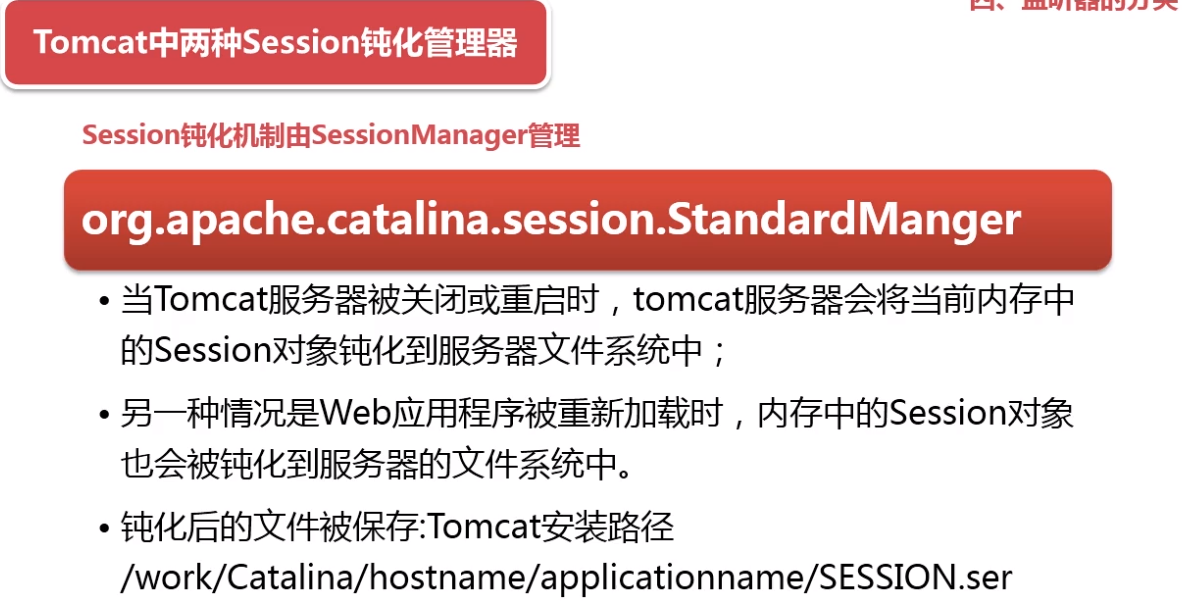 四、监听器的分类
Tomcat中两种Session钝化管理器
Session钝化机制由SessionManager管理
org.apache.catalina.session.StandardManger
• 当Tomcat服务器被关闭或重启时，tomcat服务器会将当前内存中
的Session对象钝化到服务器文件系统中；
• 另一种情况是Web应用程序被重新加载时，内存中的Session对象
也会被钝化到服务器的文件系统中。
• 钝化后的文件被保存:Tomcat安装路径
/work/Catalina/hostname/applicationname/SESSION.ser